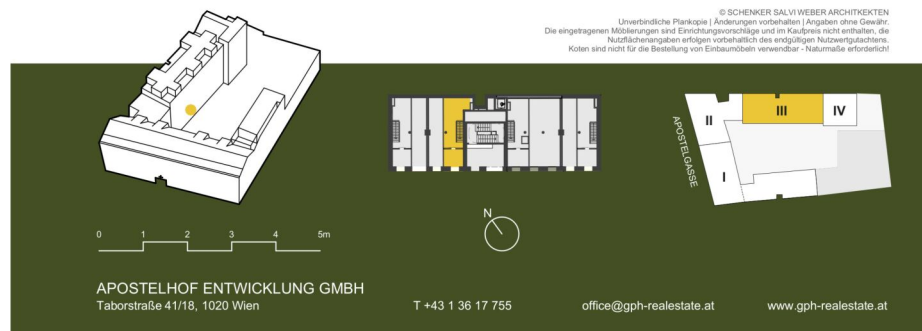 © SCHENKER SALVI WEBER ARCHITKEKTEN
Unverbindliche Plankopie | Änderungen vorbehalten | Angaben ohne Gewähr.
Die eingetragenen Möblierungen sind Einrichtungsvorschläge und im Kaufpreis nicht enthalten, die
Nutzflächenangaben erfolgen vorbehaltlich des endgültigen Nutzwertgutachtens.
Koten sind nicht für die Bestellung von Einbaumöbeln verwendbar - Naturmaße erforderlich!
II
III
IV
APOSTELGASSE
I
N
0 1 2 3 4 5m
APOSTELHOF ENTWICKLUNG GMBH
Taborstraße 41/18, 1020 Wien T +43 1 36 17 755 office@gph-realestate.at www.gph-realestate.at